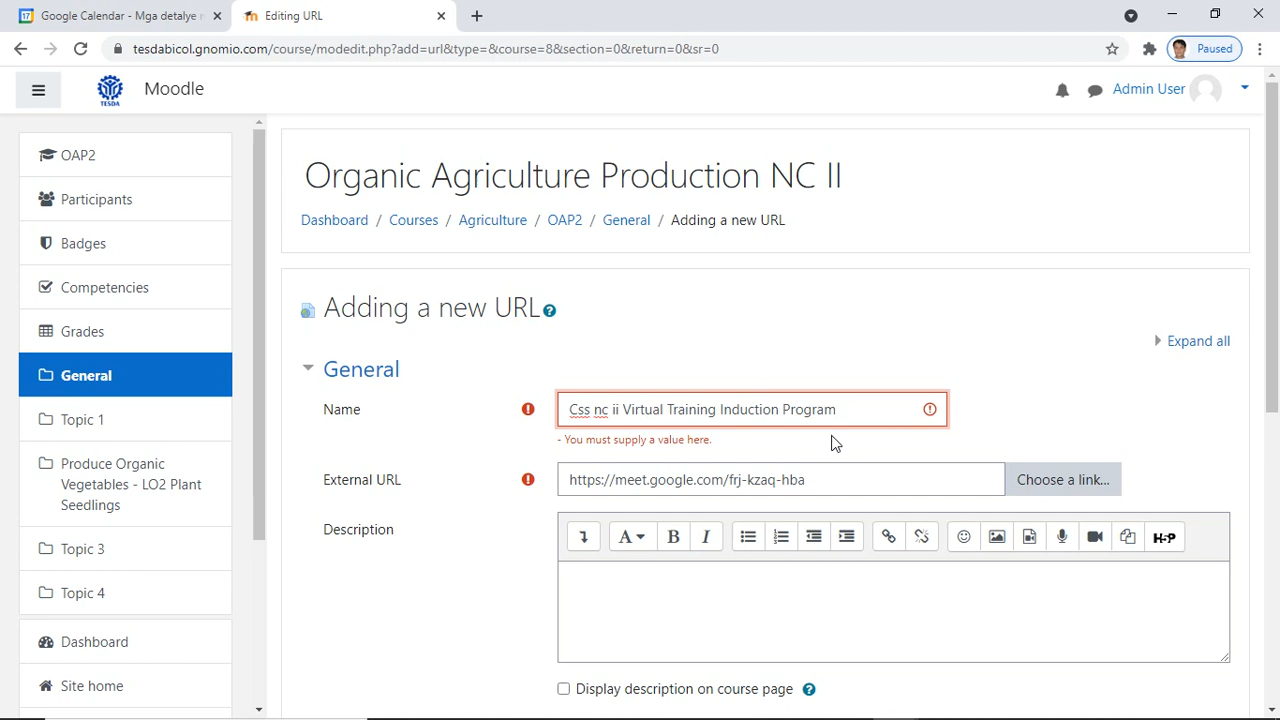 Google Calendar - Mga detalye n
Editing URL
tesdabicol.gnomio.com/course/modedit.php?add=url&type=&course=8&section=0&return=0&sr=0
Paused
TESDA
Moodle
Admin User
OAP2
Participants
Badges
Competencies
Grades
General
Topic 1
Produce Organic
Vegetables - LO2 Plant
Seedlings
Topic 3
Topic 4
Dashboard
Site home
Organic Agriculture Production NC II
Dashboard / Courses / Agriculture / OAP2 / General / Adding a new URL
Adding a new URL
Expand all
General
Name
Css nc ii Virtual Training Induction Program
- You must supply a value here.
External URL
https://meet.google.com/frj-kzaq-hba
Choose a link...
Description
A B I
H-P
Display description on course page